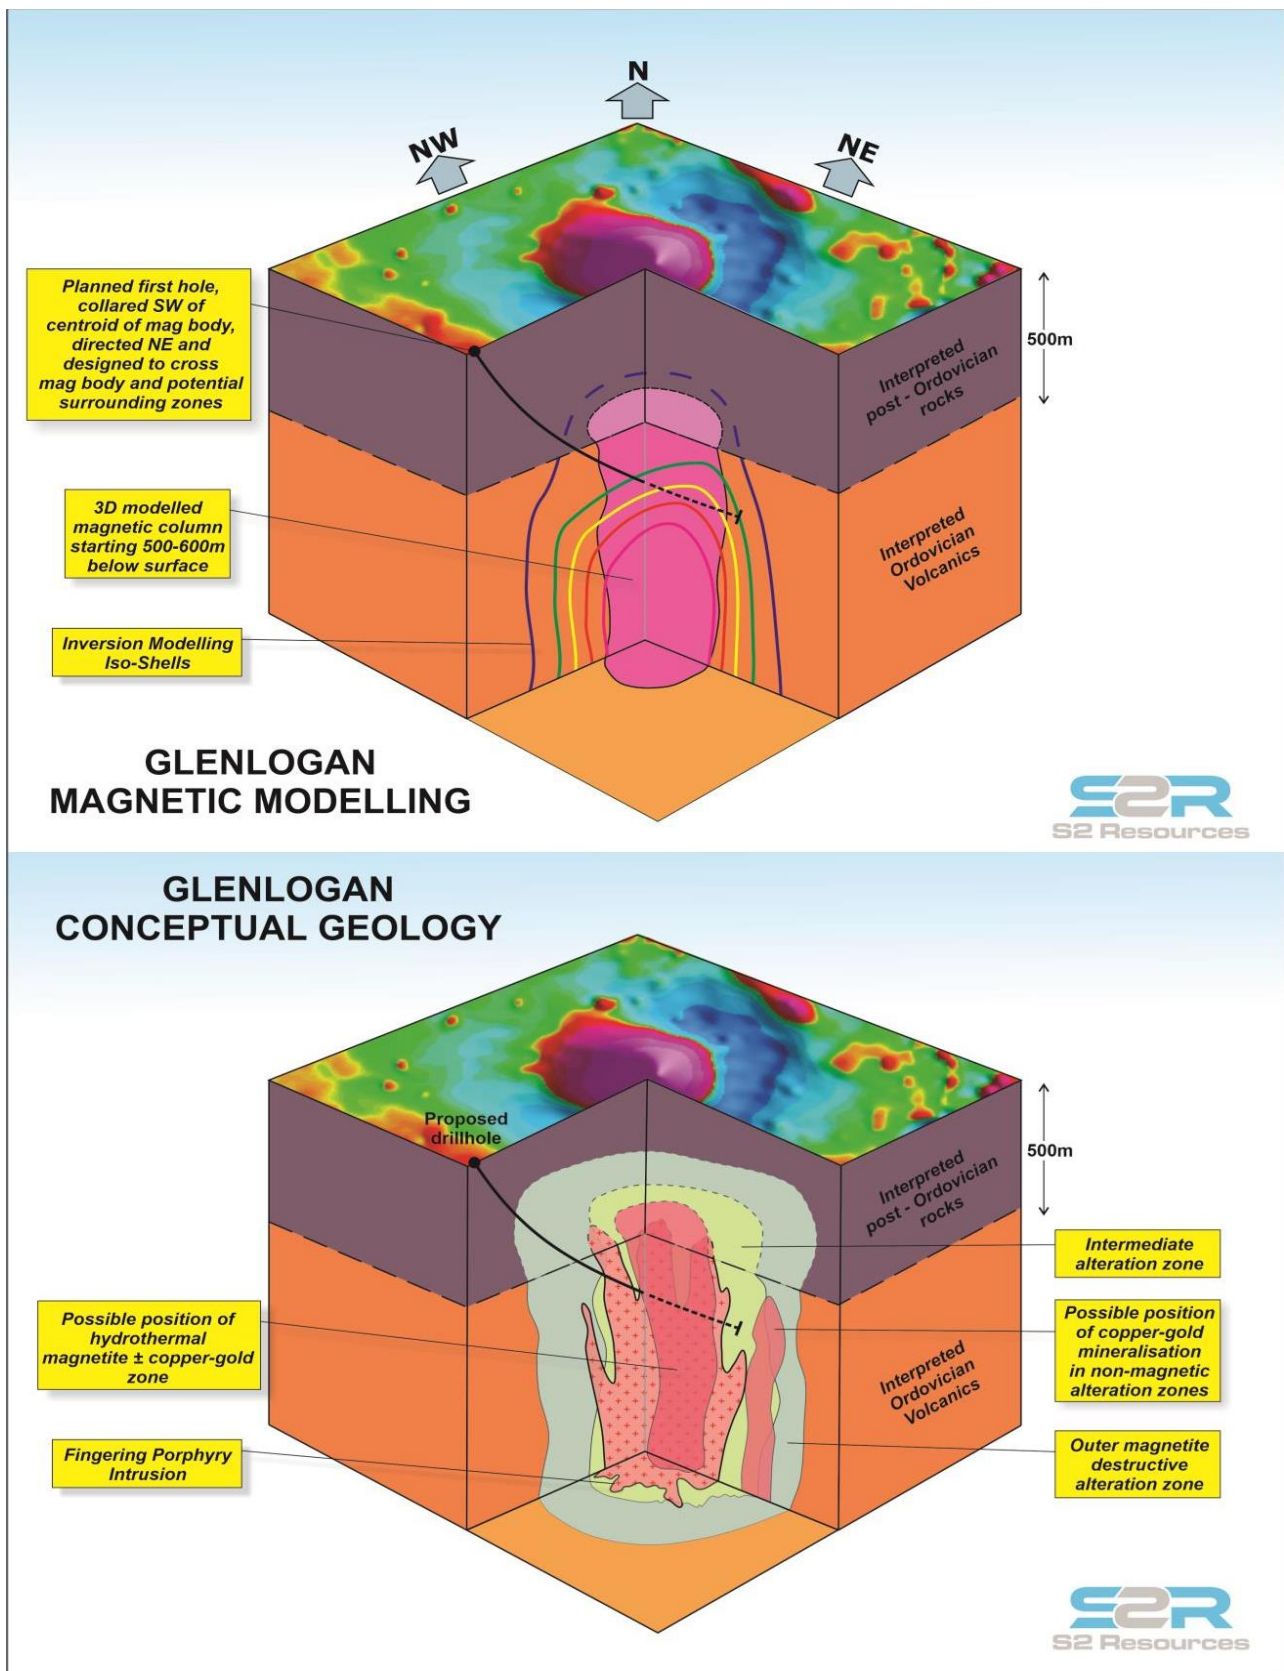 N
NW
NE
Planned first hole,
collared SW of
centroid of mag body,
directed NE and
designed to cross
mag body and potential
surrounding zones
500m
Interpreted
post - Ordovician
rocks
3D modelled
magnetic column
starting 500-600m
below surface
Interpreted
Ordovician
Volcanics
Inversion Modelling
Iso-Shells
GLENLOGAN
MAGNETIC MODELLING
S2R
S2 Resources
GLENLOGAN
CONCEPTUAL GEOLOGY
Proposed
drillhole
500m
Interpreted
post - Ordovician
rocks
Intermediate
alteration zone
Possible position of
hydrothermal
magnetite ± copper-gold
zone
Possible position
of copper-gold
mineralisation
in non-magnetic
alteration zones
Interpreted
Ordovician
Volcanics
Fingering Porphyry
Intrusion
Outer magnetite
destructive
alteration zone
S2R
S2 Resources